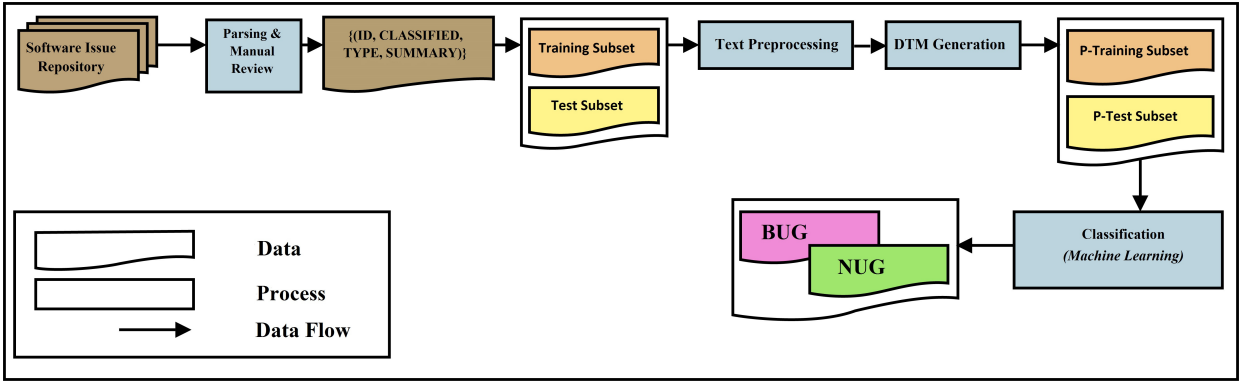 Software Issue
Repository
Parsing &
Manual
Review
{(ID, CLASSIFIED,
TYPE, SUMMARY)}
Training Subset
Test Subset
Text Preprocessing
DTM Generation
P-Training Subset
P-Test Subset
Classification
(Machine Learning)
BUG
NUG
Data
Process
Data Flow